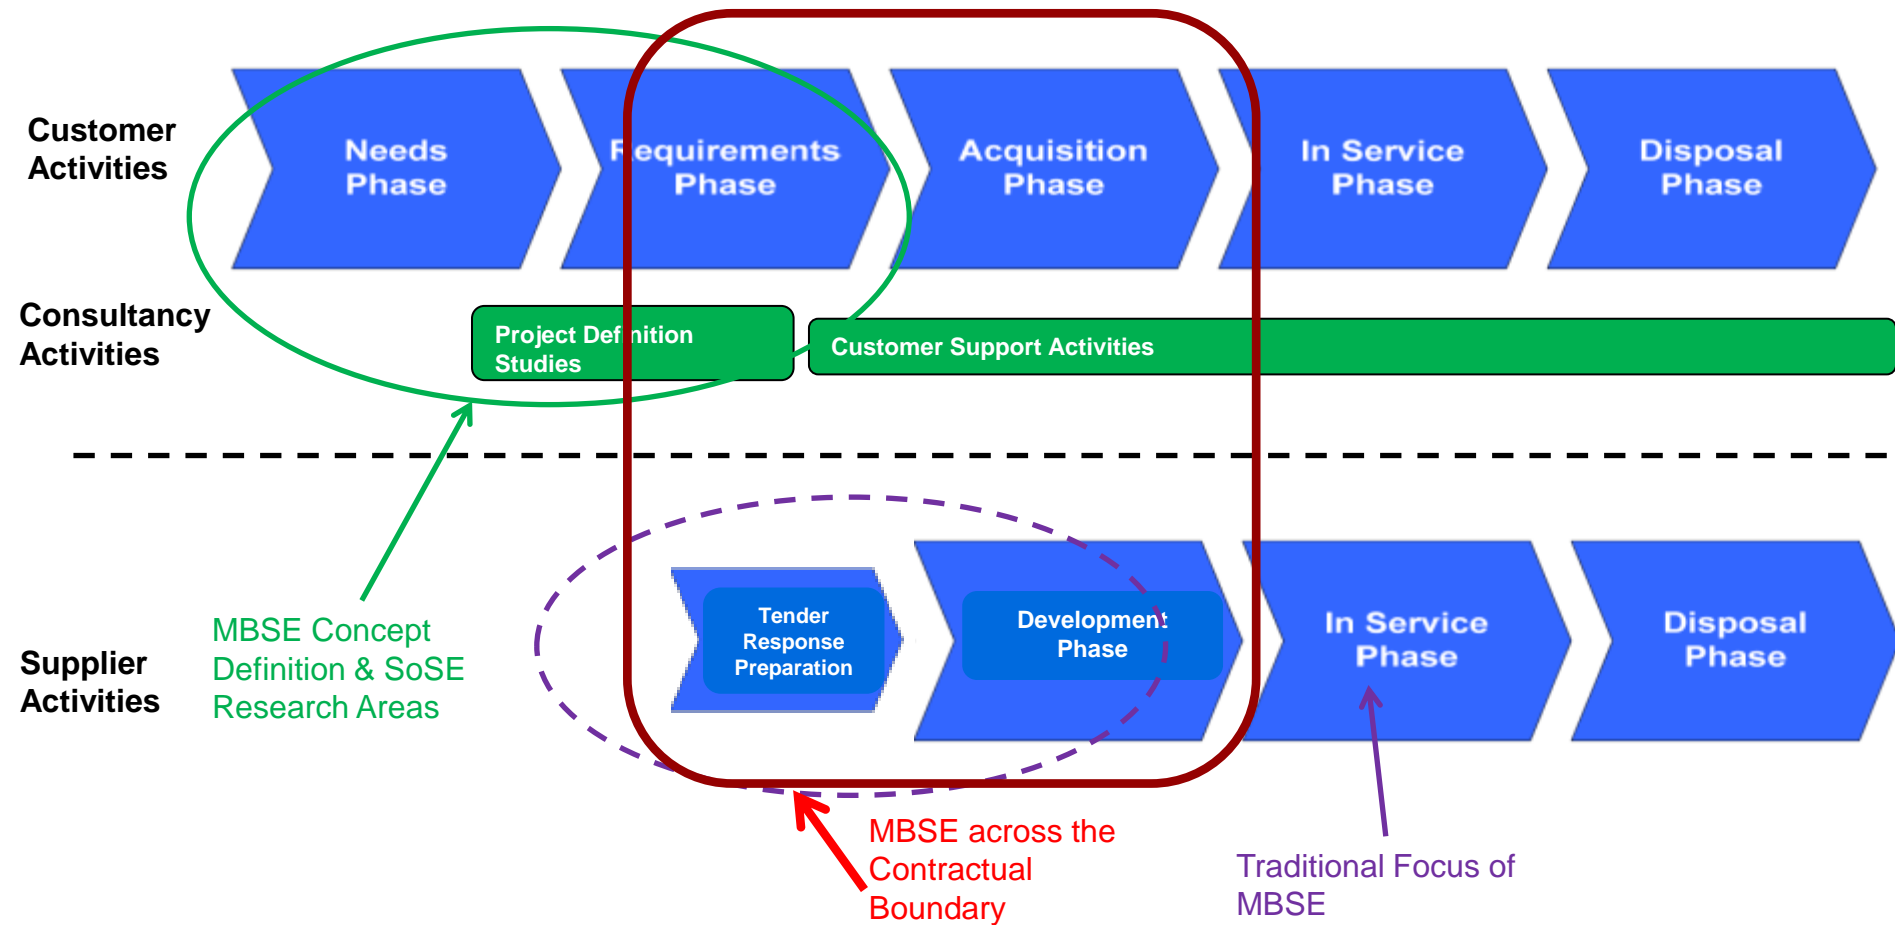 Customer
Activities
Needs
Phase
Requirements
Phase
Acquisition
Phase
In Service
Phase
Disposal
Phase
Consultancy
Activities
Project Definition
Studies
Customer Support Activities
Supplier
Activities
MBSE Concept
Definition & SoSE
Research Areas
Tender
Response
Preparation
Development
Phase
In Service
Phase
Disposal
Phase
MBSE across the
Contractual
Boundary
Traditional Focus of
MBSE